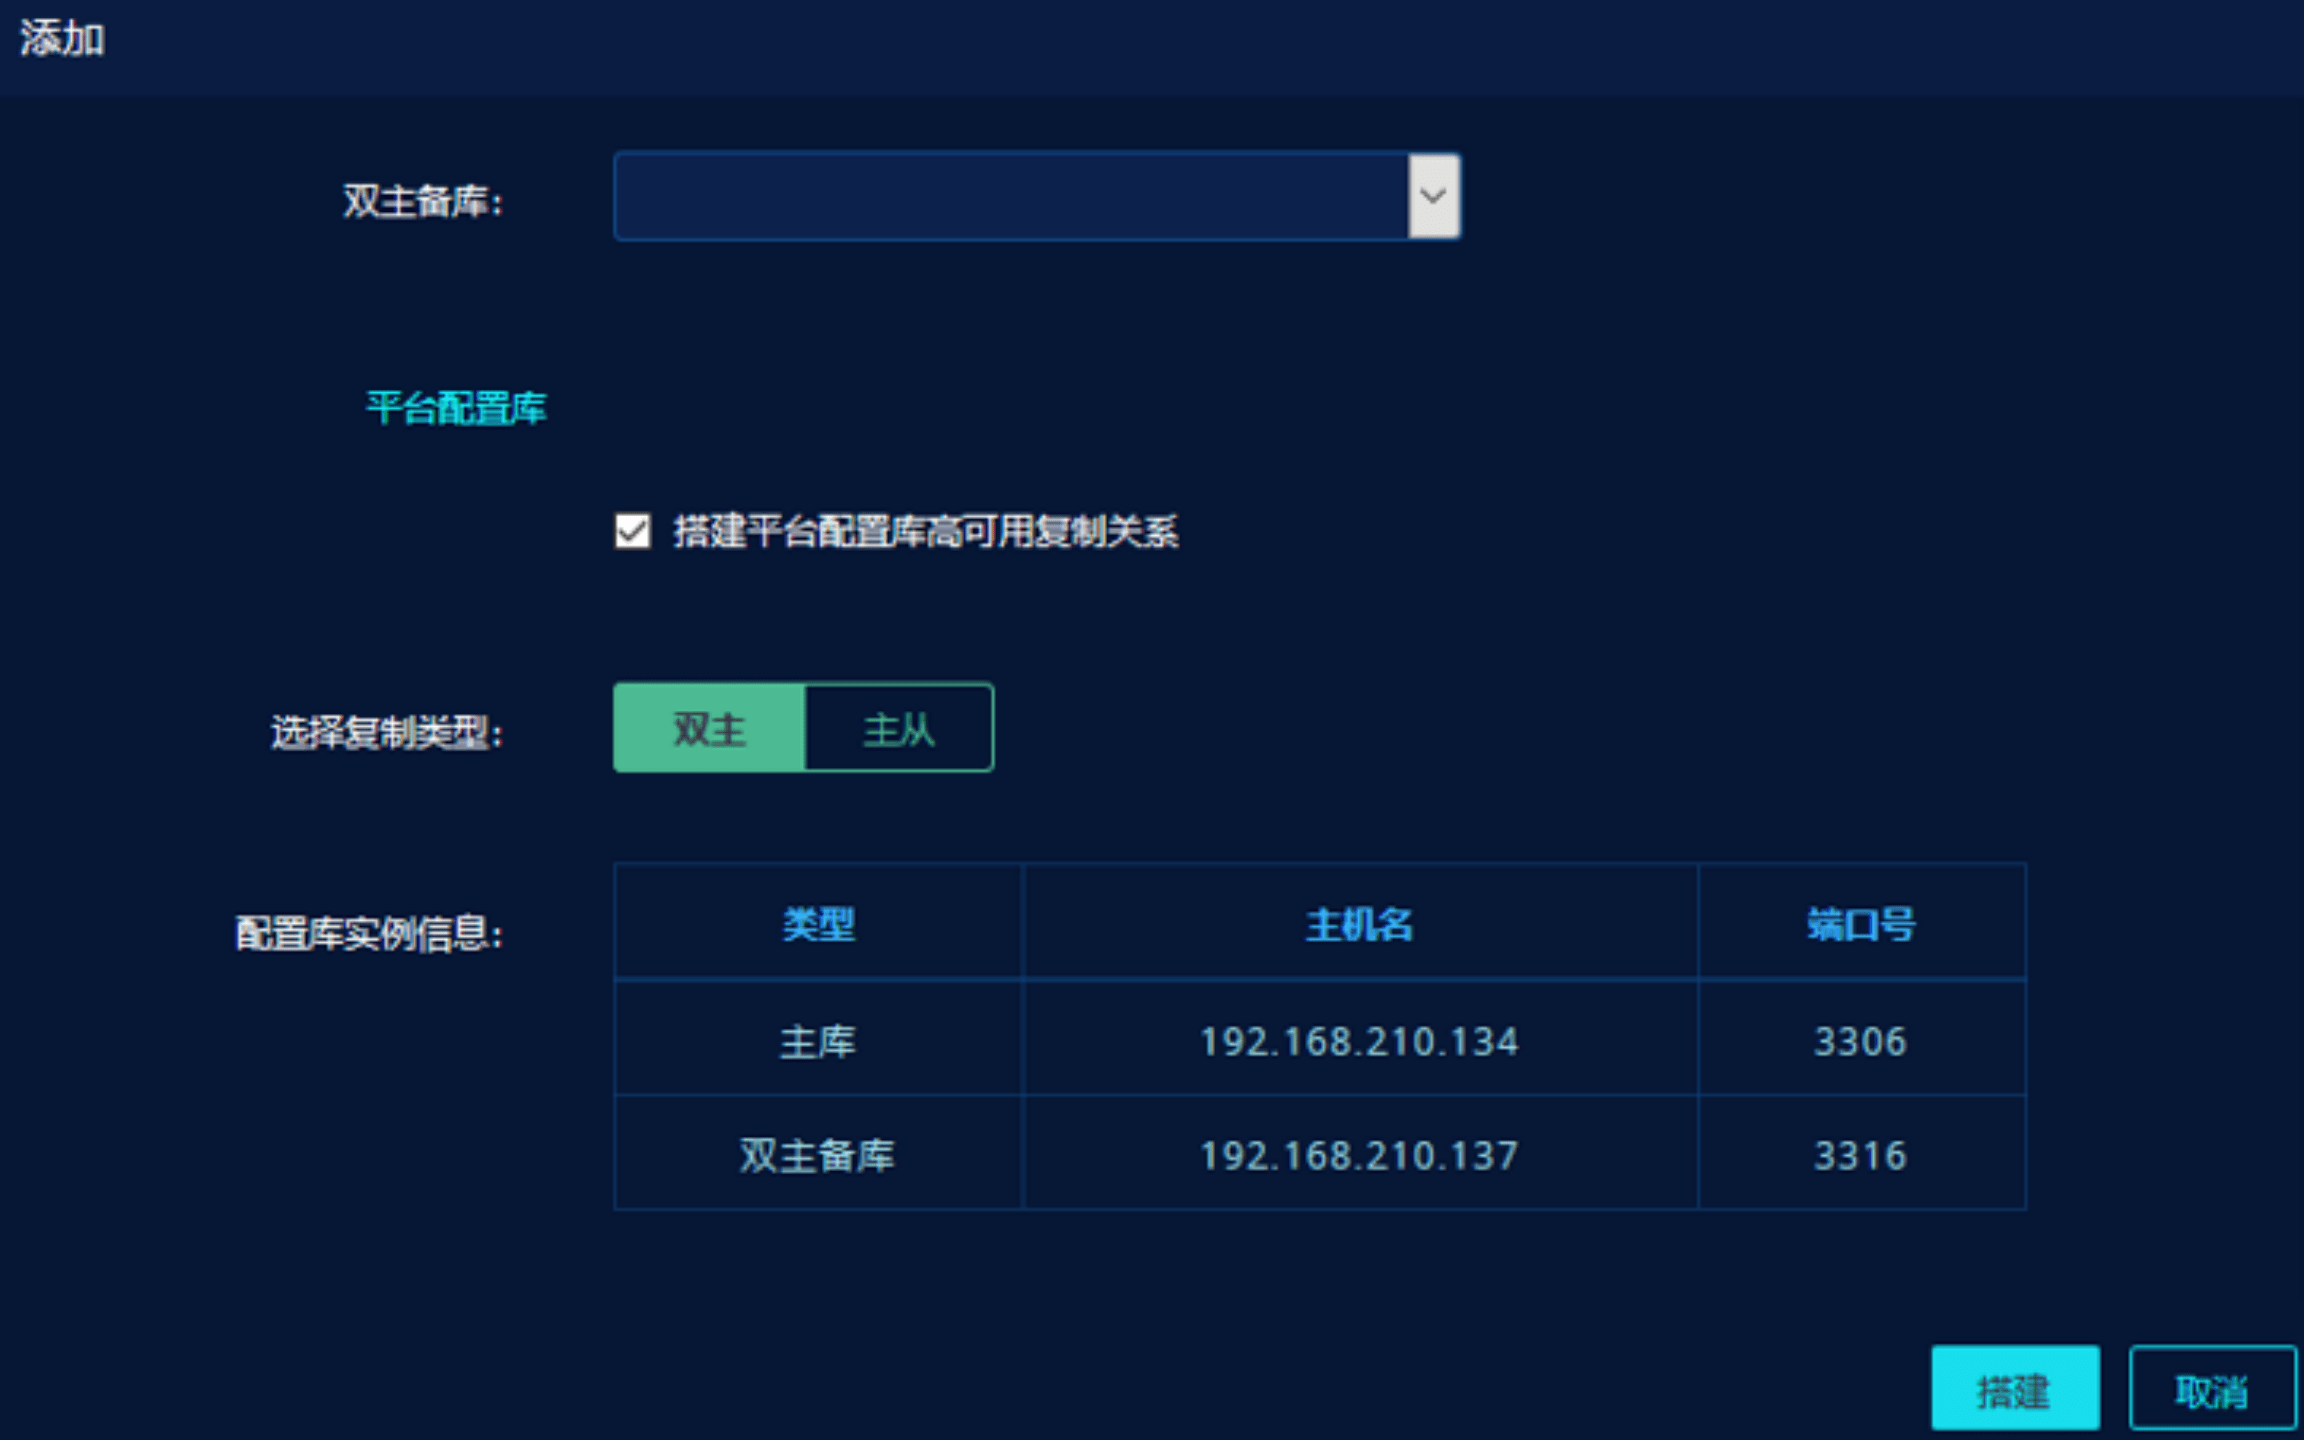 添加
双主备库:
平台配置库
搭建平台配置库高可用复制关系
选择复制类型: 双主 主从
配置库实例信息:
类型 主机名 端口号
主库 192.168.210.134 3306
双主备库 192.168.210.137 3316
搭建 取消